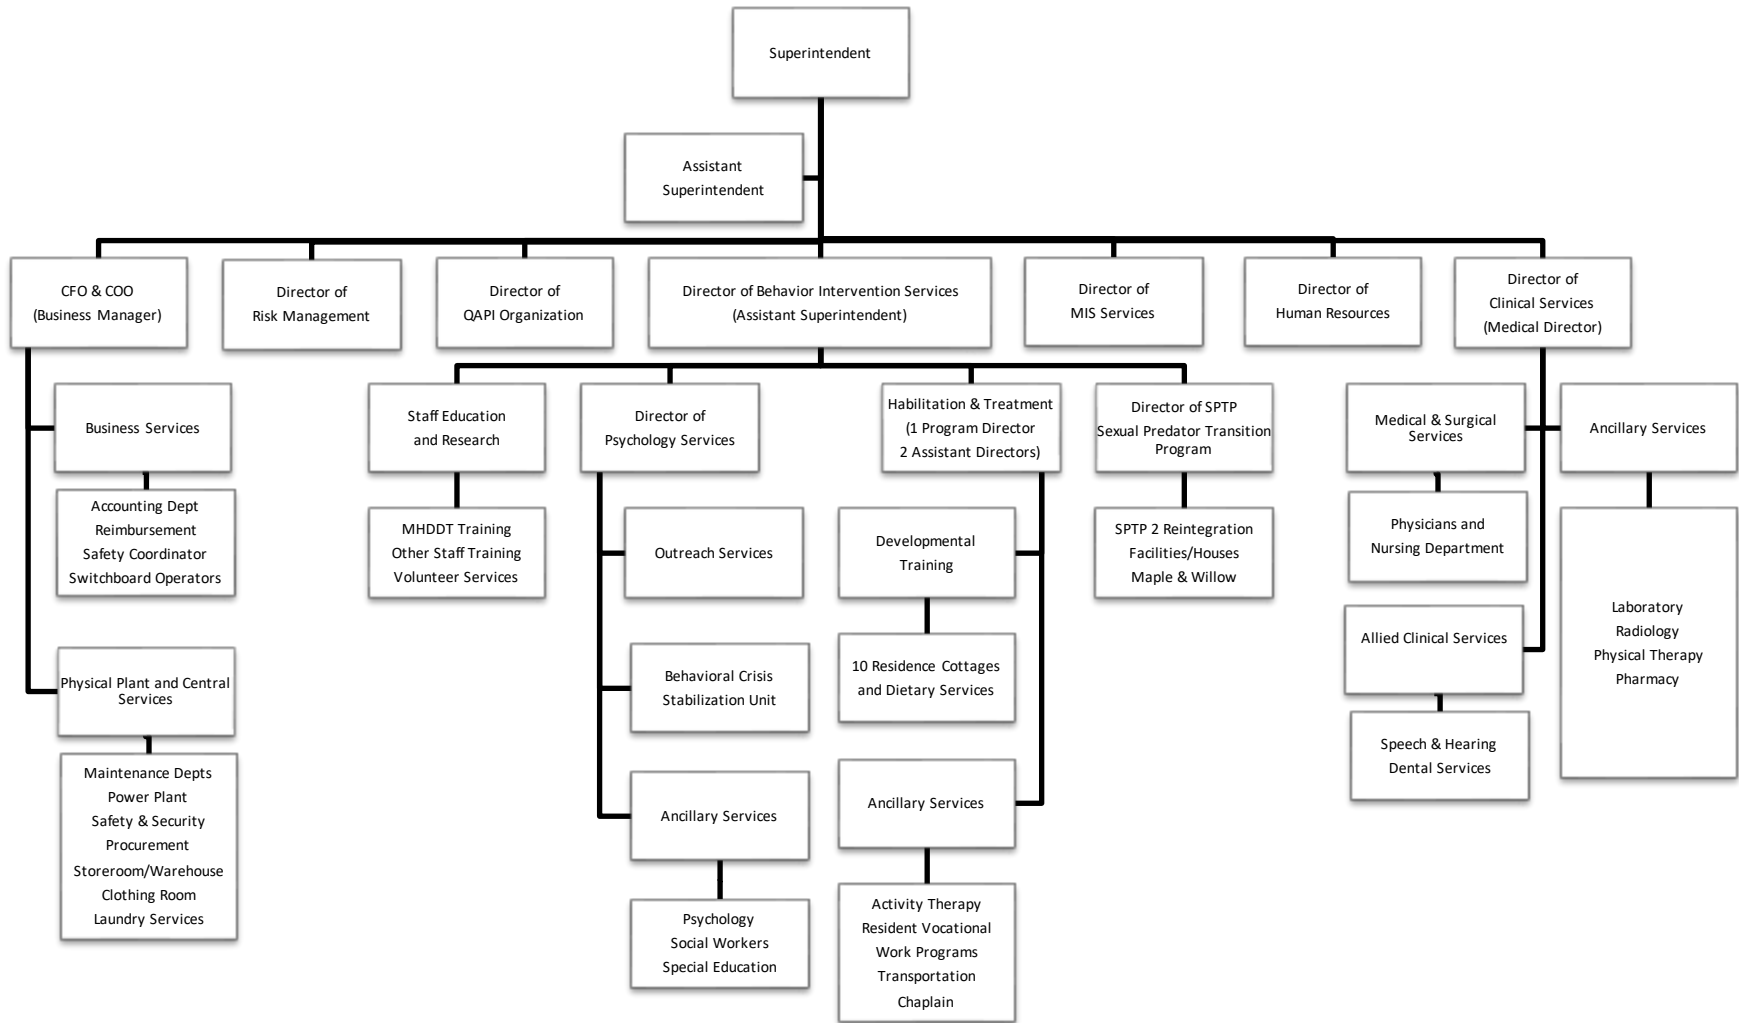 Superintendent
Assistant
Superintendent
CFO & COO
(Business Manager)
Director of
Risk Management
Director of
QAPI Organization
Director of Behavior Intervention Services
(Assistant Superintendent)
Director of
MIS Services
Director of
Human Resources
Director of
Clinical Services
(Medical Director)
Business Services
Accounting Dept
Reimbursement
Safety Coordinator
Switchboard Operators
Physical Plant and Central
Services
Maintenance Depts
Power Plant
Safety & Security
Procurement
Storeroom/Warehouse
Clothing Room
Laundry Services
Staff Education
and Research
MHDDT Training
Other Staff Training
Volunteer Services
Director of
Psychology Services
Outreach Services
Behavioral Crisis
Stabilization Unit
Ancillary Services
Psychology
Social Workers
Special Education
Habilitation & Treatment
(1 Program Director
2 Assistant Directors)
Developmental
Training
10 Residence Cottages
and Dietary Services
Ancillary Services
Activity Therapy
Resident Vocational
Work Programs
Transportation
Chaplain
Director of SPTP
Sexual Predator Transition
Program
SPTP 2 Reintegration
Facilities/Houses
Maple & Willow
Medical & Surgical
Services
Physicians and
Nursing Department
Allied Clinical Services
Speech & Hearing
Dental Services
Ancillary Services
Laboratory
Radiology
Physical Therapy
Pharmacy